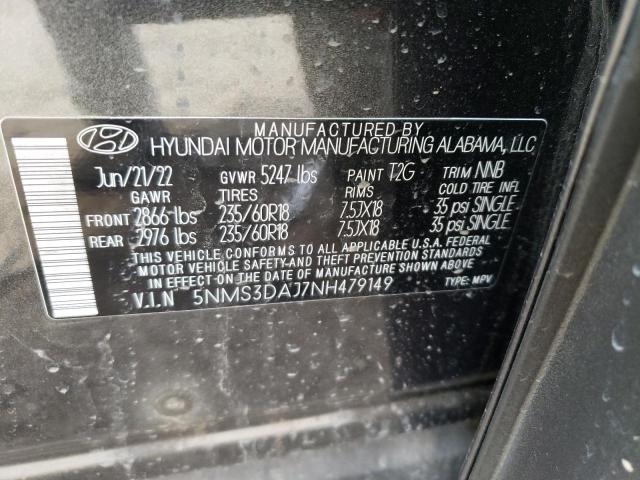 MANUFACTURED BY
HYUNDAI MOTOR MANUFACTURING ALABAMA, LLC
Jun/21/22 GVWR 5247 lbs PAINT T2G TRIM NNB
GAWR TIRES RIMS COLD TIRE INFL
FRONT 2866 lbs 235/60R18 7.5JX18 35 psi SINGLE
REAR 2976 lbs 235/60R18 7.5JX18 35 psi SINGLE
THIS VEHICLE CONFORMS TO ALL APPLICABLE U.S.A. FEDERAL
MOTOR VEHICLE SAFETY AND THEFT PREVENTION STANDARDS
IN EFFECT ON THE DATE OF MANUFACTURE SHOWN ABOVE.
V.I.N 5NMS3DAJ7NH479149 TYPE: MPV